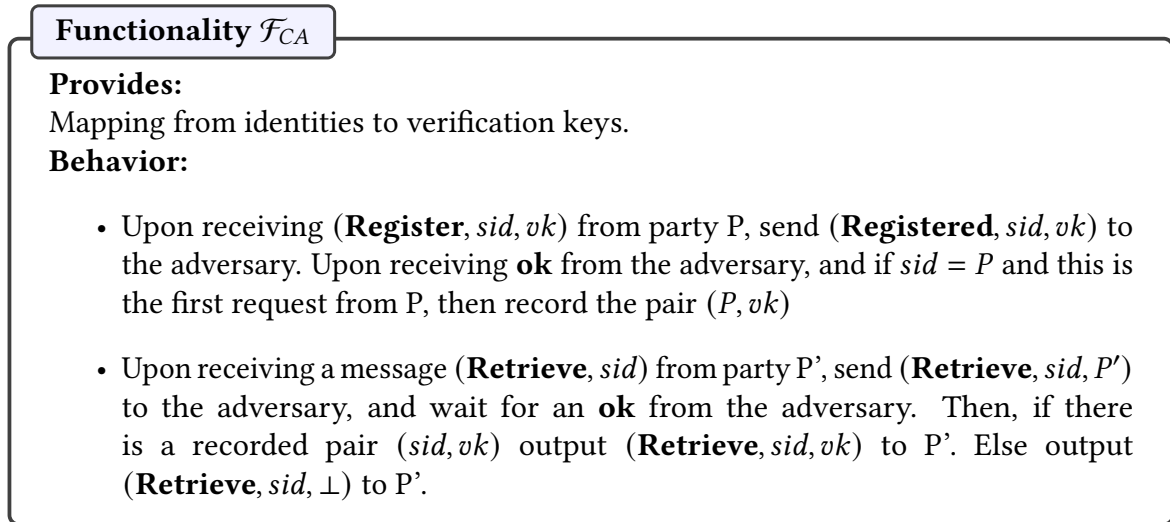 Functionality ℱ_CA
Provides:
Mapping from identities to verification keys.
Behavior:
• Upon receiving (Register, sid, vk) from party P, send (Registered, sid, vk) to
the adversary. Upon receiving ok from the adversary, and if sid = P and this is
the first request from P, then record the pair (P, vk)
• Upon receiving a message (Retrieve, sid) from party P’, send (Retrieve, sid, P′)
to the adversary, and wait for an ok from the adversary. Then, if there
is a recorded pair (sid, vk) output (Retrieve, sid, vk) to P’. Else output
(Retrieve, sid, ⊥) to P’.